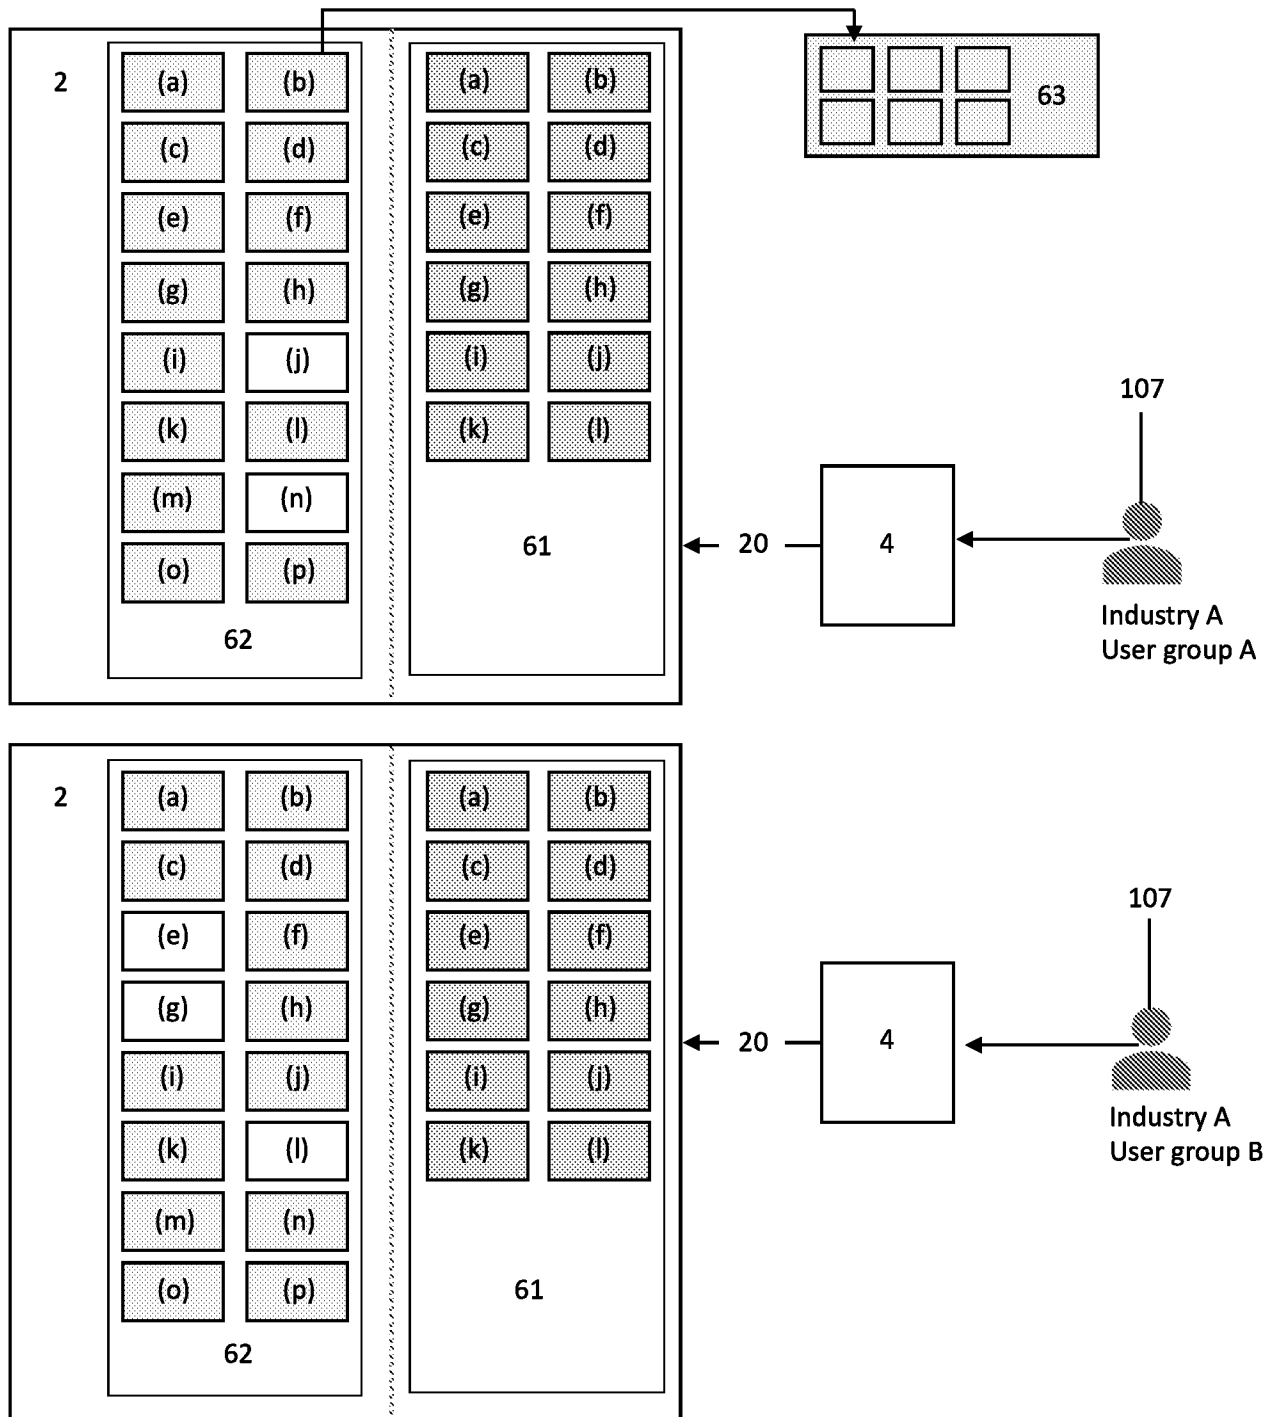 2
(a) (b)
(c) (d)
(e) (f)
(g) (h)
(i) (j)
(k) (l)
(m) (n)
(o) (p)
62
(a) (b)
(c) (d)
(e) (f)
(g) (h)
(i) (j)
(k) (l)
61
63
20
4
107
Industry A
User group A
2
(a) (b)
(c) (d)
(e) (f)
(g) (h)
(i) (j)
(k) (l)
(m) (n)
(o) (p)
62
(a) (b)
(c) (d)
(e) (f)
(g) (h)
(i) (j)
(k) (l)
61
20
4
107
Industry A
User group B